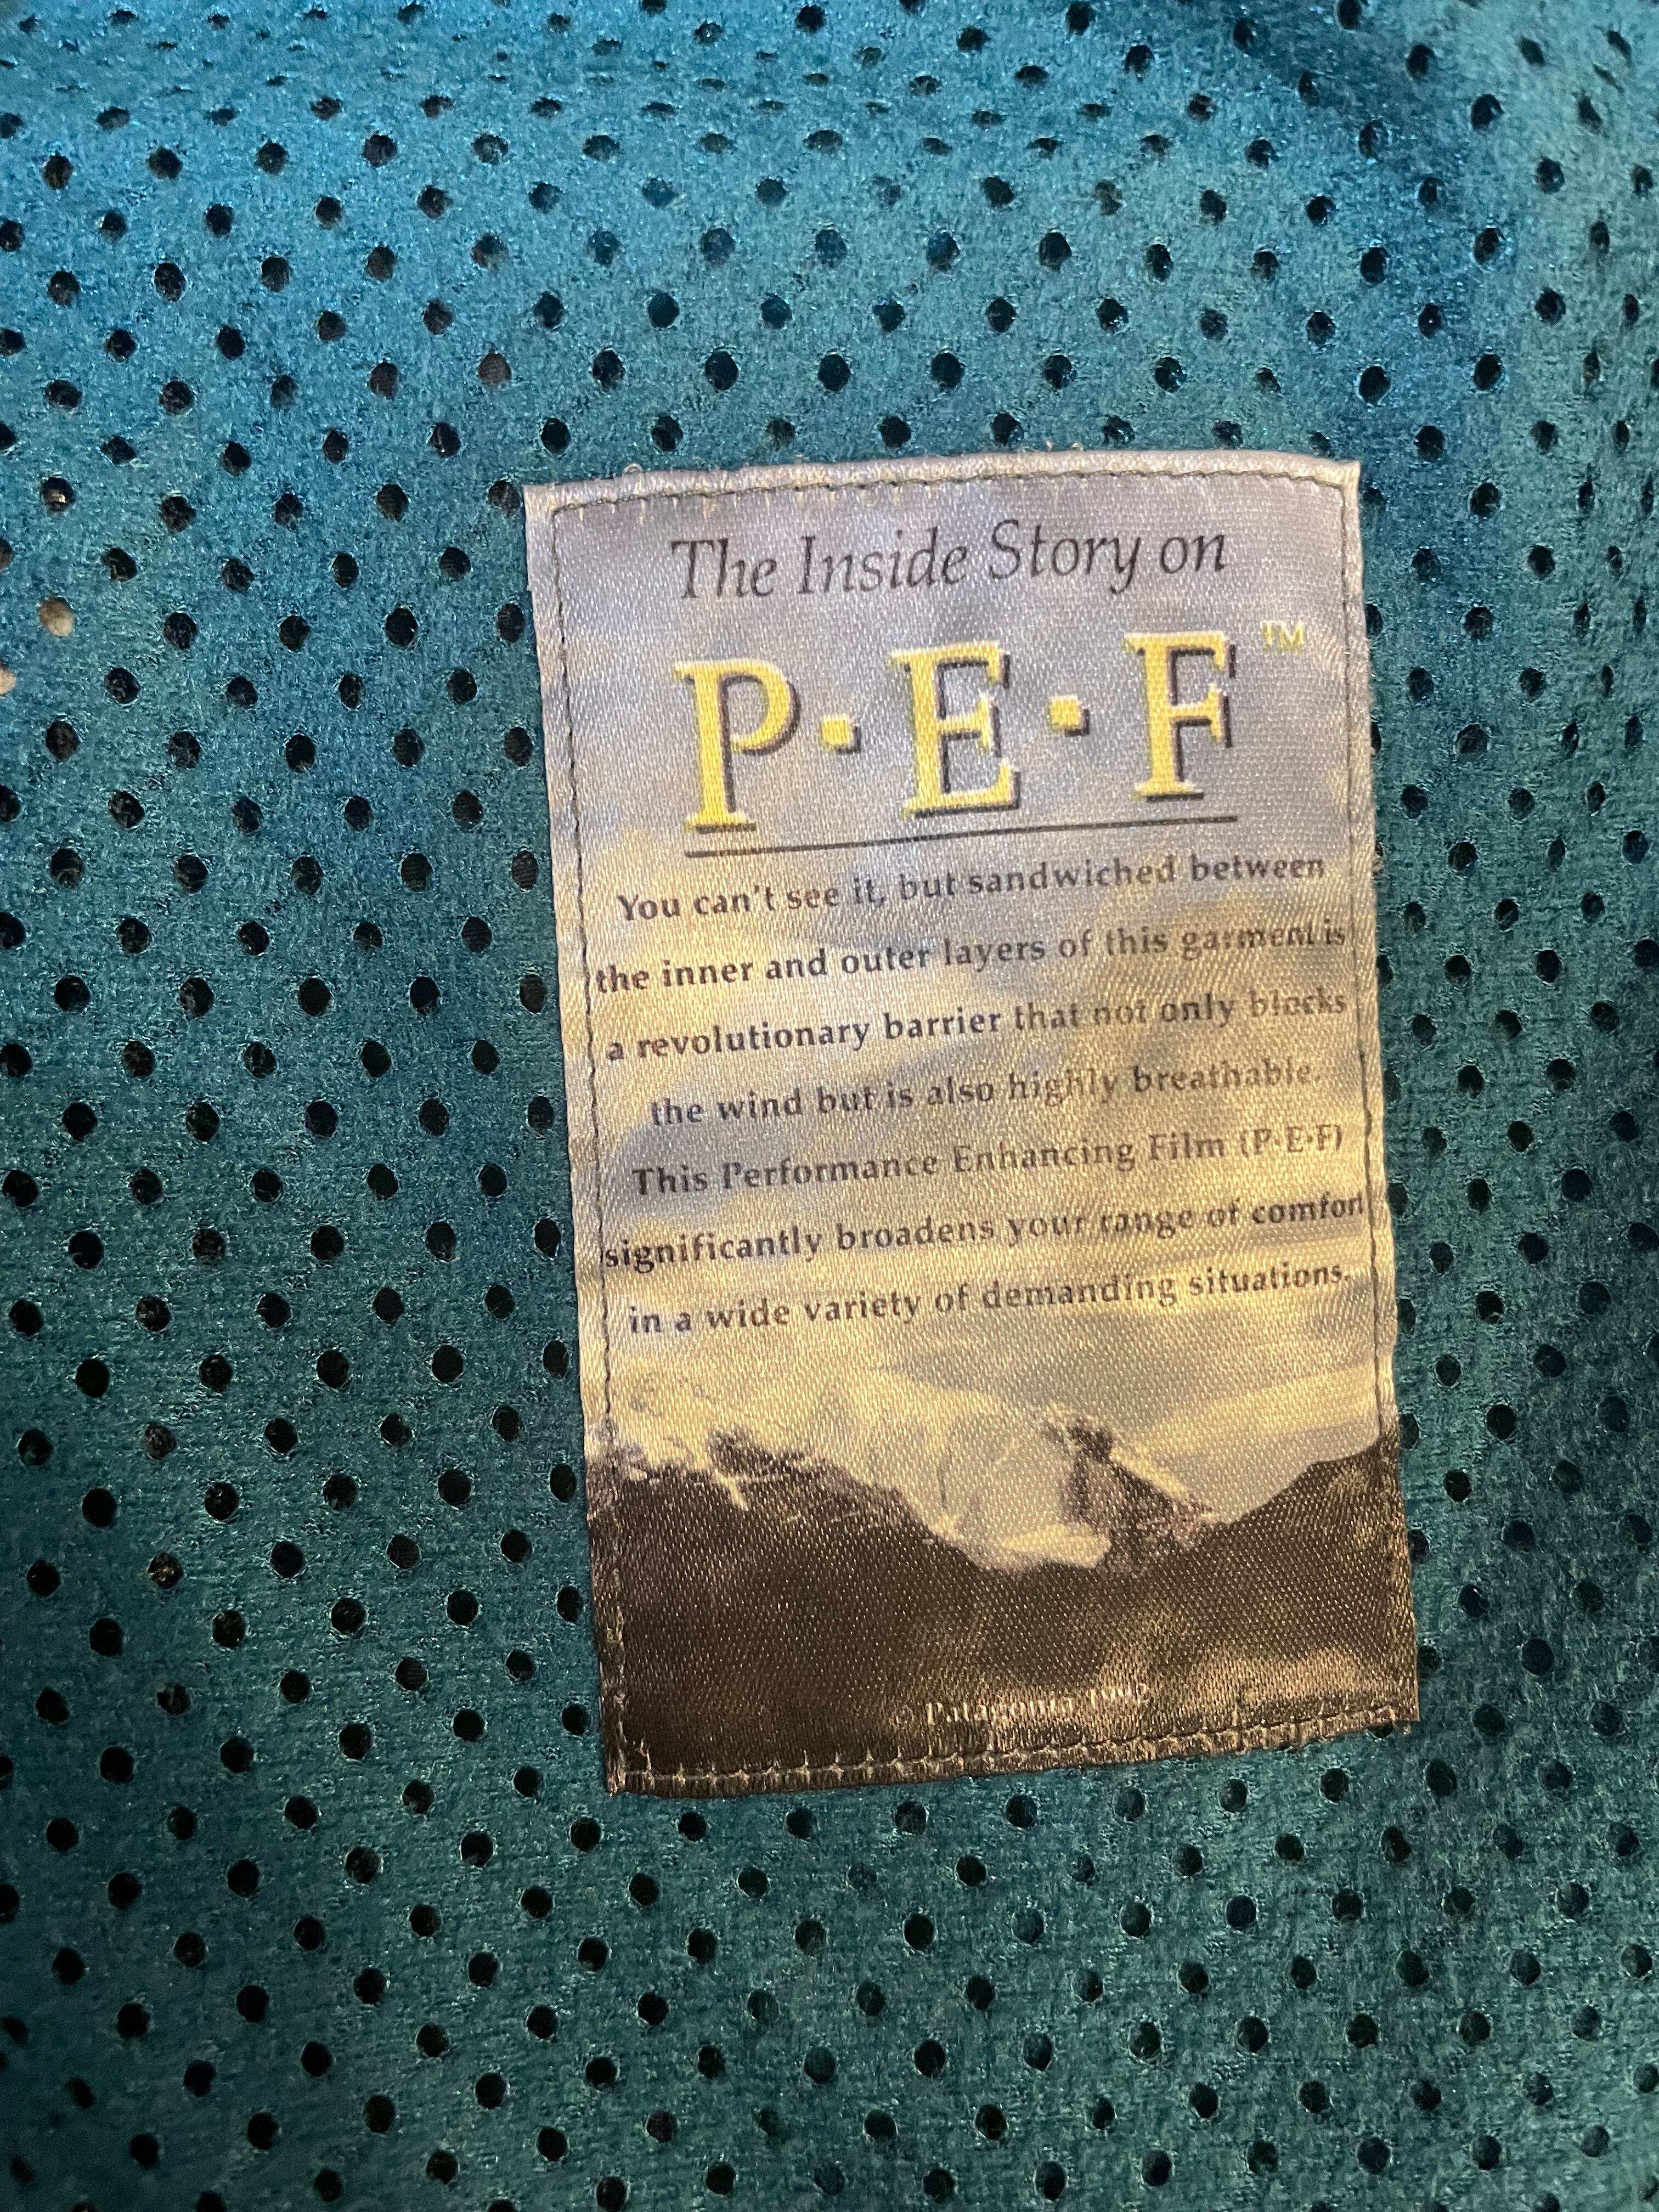 The Inside Story on
P·E·F™
You can't see it, but sandwiched between
the inner and outer layers of this garment is
a revolutionary barrier that not only blocks
the wind but is also highly breathable.
This Performance Enhancing Film (P·E·F)
significantly broadens your range of comfort
in a wide variety of demanding situations.
© Patagonia 1992